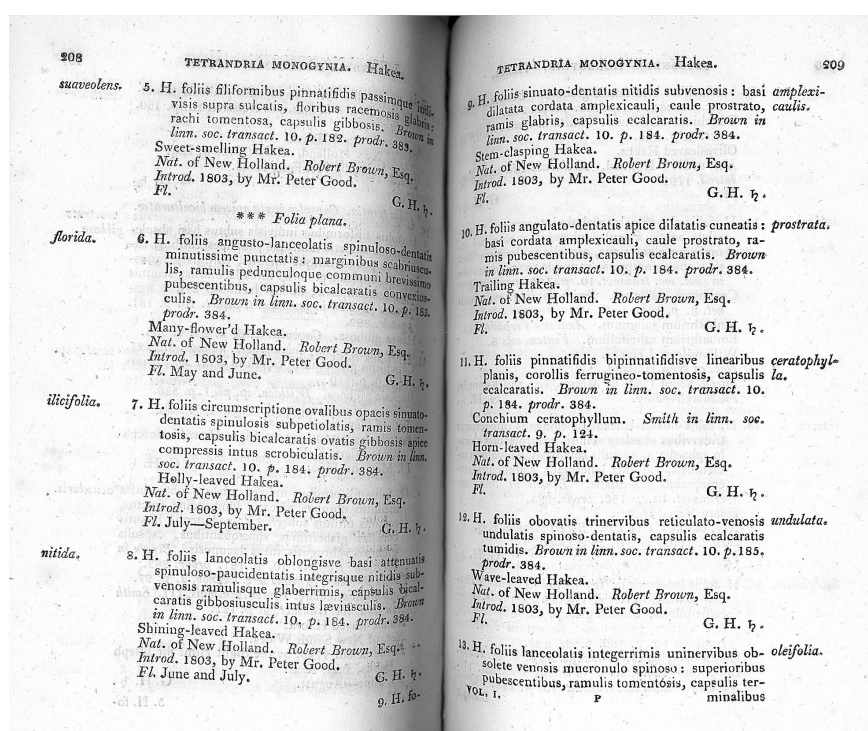 208
TETRANDRIA MONOGYNIA. Hakea.
suaveolens. 5. H. foliis filiformibus pinnatifidis passimque indi-
visis supra sulcatis, floribus racemosis glabris:
rachi tomentosa, capsulis gibbosis. Brown in
linn. soc. transact. 10. p. 182. prodr. 383.
Sweet-smelling Hakea.
Nat. of New Holland. Robert Brown, Esq.
Introd. 1803, by Mr. Peter Good.
Fl. G. H. ♄.
*** Folia plana.
florida. 6. H. foliis angusto-lanceolatis spinuloso-dentatis
minutissime punctatis: marginibus scabriuscu-
lis, ramulis pedunculoque communi brevissimo
pubescentibus, capsulis bicalcaratis convexius-
culis. Brown in linn. soc. transact. 10. p. 183.
prodr. 384.
Many-flower'd Hakea.
Nat. of New Holland. Robert Brown, Esq.
Introd. 1803, by Mr. Peter Good.
Fl. May and June. G. H. ♄.
ilicifolia. 7. H. foliis circumscriptione ovalibus opacis sinuato-
dentatis spinulosis subpetiolatis, ramis tomen-
tosis, capsulis bicalcaratis ovatis gibbosis apice
compressis intus scrobiculatis. Brown in linn.
soc. transact. 10. p. 184. prodr. 384.
Holly-leaved Hakea.
Nat. of New Holland. Robert Brown, Esq.
Introd. 1803, by Mr. Peter Good.
Fl. July—September. G. H. ♄.
nitida. 8. H. foliis lanceolatis oblongisve basi attenuatis
spinuloso-paucidentatis integrisque nitidis sub-
venosis ramulisque glaberrimis, capsulis bical-
caratis gibbosiusculis intus læviusculis. Brown
in linn. soc. transact. 10. p. 184. prodr. 384.
Shining-leaved Hakea.
Nat. of New Holland. Robert Brown, Esq.
Introd. 1803, by Mr. Peter Good.
Fl. June and July. G. H. ♄.
9. H. fo-
TETRANDRIA MONOGYNIA. Hakea. 209
9. H. foliis sinuato-dentatis nitidis subvenosis: basi amplexi-
dilatata cordata amplexicauli, caule prostrato, caulis.
ramis glabris, capsulis ecalcaratis. Brown in
linn. soc. transact. 10. p. 184. prodr. 384.
Stem-clasping Hakea.
Nat. of New Holland. Robert Brown, Esq.
Introd. 1803, by Mr. Peter Good.
Fl. G. H. ♄.
10. H. foliis angulato-dentatis apice dilatatis cuneatis: prostrata.
basi cordata amplexicauli, caule prostrato, ra-
mis pubescentibus, capsulis ecalcaratis. Brown
in linn. soc. transact. 10. p. 184. prodr. 384.
Trailing Hakea.
Nat. of New Holland. Robert Brown, Esq.
Introd. 1803, by Mr. Peter Good.
Fl. G. H. ♄.
11. H. foliis pinnatifidis bipinnatifidisve linearibus ceratophyl-
planis, corollis ferrugineo-tomentosis, capsulis la.
ecalcaratis. Brown in linn. soc. transact. 10.
p. 184. prodr. 384.
Conchium ceratophyllum. Smith in linn. soc.
transact. 9. p. 124.
Horn-leaved Hakea.
Nat. of New Holland. Robert Brown, Esq.
Introd. 1803, by Mr. Peter Good.
Fl. G. H. ♄.
12. H. foliis obovatis trinervibus reticulato-venosis undulata.
undulatis spinoso-dentatis, capsulis ecalcaratis
tumidis. Brown in linn. soc. transact. 10. p. 185.
prodr. 384.
Wave-leaved Hakea.
Nat. of New Holland. Robert Brown, Esq.
Introd. 1803, by Mr. Peter Good.
Fl. G. H. ♄.
13. H. foliis lanceolatis integerrimis uninervibus ob- oleifolia.
solete venosis mucronulo spinoso: superioribus
pubescentibus, ramulis tomentosis, capsulis ter-
VOL. I. P minalibus